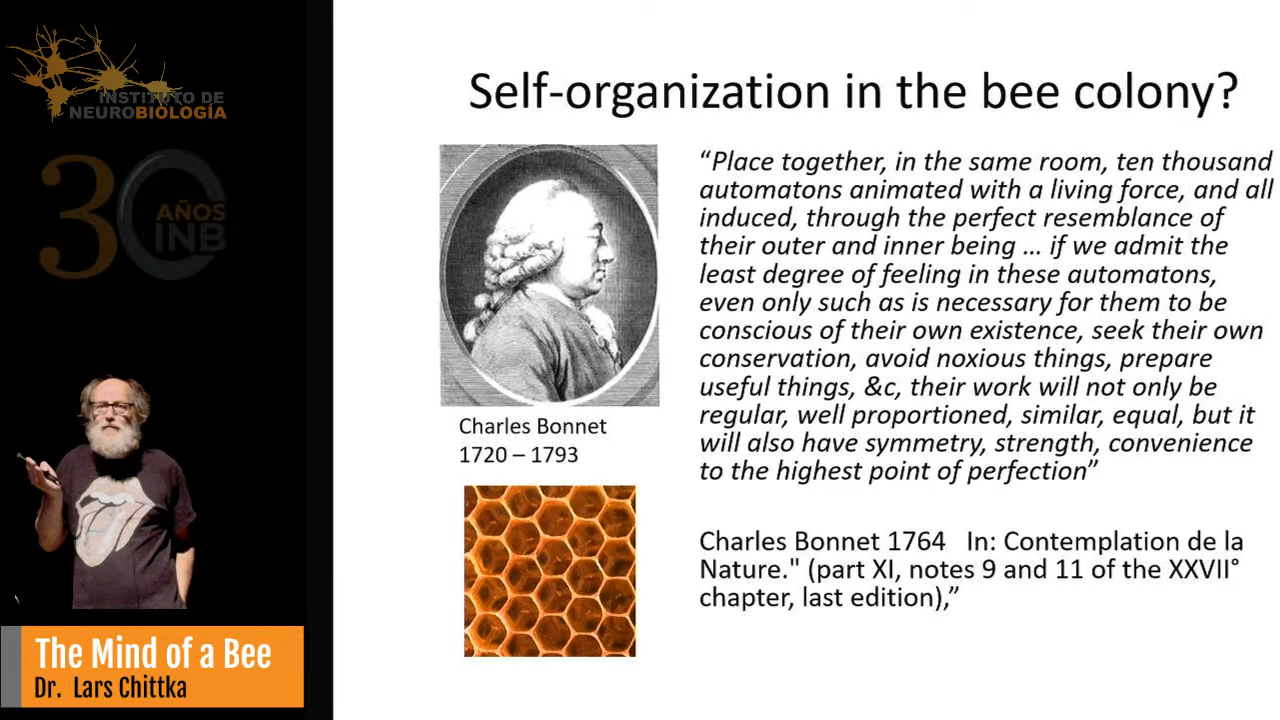 INSTITUTO DE
NEUROBIOLOGÍA
30
AÑOS
INB
Self-organization in the bee colony?
“Place together, in the same room, ten thousand
automatons animated with a living force, and all
induced, through the perfect resemblance of
their outer and inner being … if we admit the
least degree of feeling in these automatons,
even only such as is necessary for them to be
conscious of their own existence, seek their own
conservation, avoid noxious things, prepare
useful things, &c, their work will not only be
regular, well proportioned, similar, equal, but it
will also have symmetry, strength, convenience
to the highest point of perfection”
Charles Bonnet
1720 – 1793
Charles Bonnet 1764 In: Contemplation de la
Nature." (part XI, notes 9 and 11 of the XXVII°
chapter, last edition),”
The Mind of a Bee
Dr. Lars Chittka